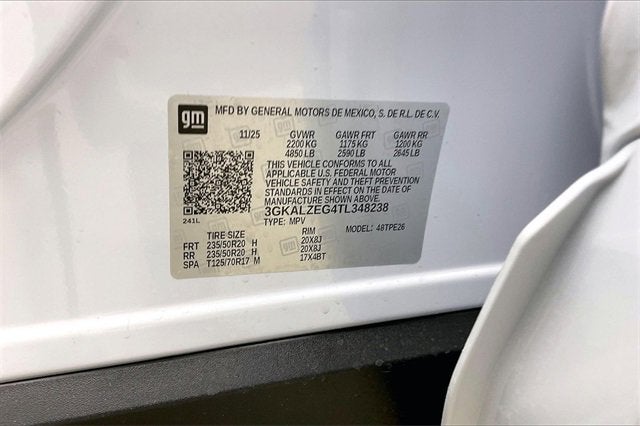 gm
MFD BY GENERAL MOTORS DE MEXICO, S. DE R.L. DE C.V.
11/25 GVWR GAWR FRT GAWR RR
2200 KG 1175 KG 1200 KG
4850 LB 2590 LB 2645 LB
THIS VEHICLE CONFORMS TO ALL
APPLICABLE U.S. FEDERAL MOTOR
VEHICLE SAFETY AND THEFT PREVENTION
STANDARDS IN EFFECT ON THE DATE OF
MANUFACTURE SHOWN ABOVE.
3GKALZEG4TL348238
241L TYPE: MPV MODEL: 48TPE26
TIRE SIZE RIM
FRT 235/50R20 H 20X8J
RR 235/50R20 H 20X8J
SPA T125/70R17 M 17X4BT